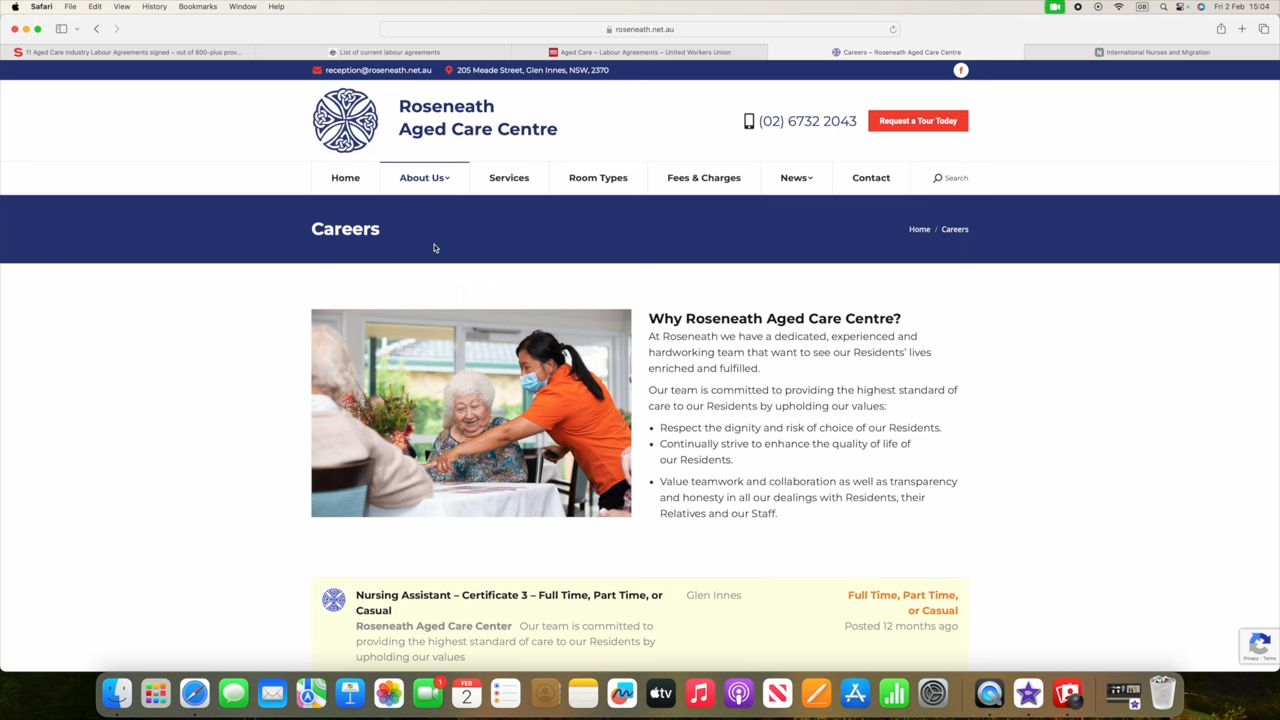 Safari File Edit View History Bookmarks Window Help GB Fri 2 Feb 15:04
roseneath.net.au
11 Aged Care Industry Labour Agreements signed – out of 800-plus prov...
List of current labour agreements
Aged Care – Labour Agreements – United Workers Union
Careers – Roseneath Aged Care Centre
International Nurses and Migration
reception@roseneath.net.au 205 Meade Street, Glen Innes, NSW, 2370
Roseneath
Aged Care Centre
(02) 6732 2043
Request a Tour Today
Home About Us Services Room Types Fees & Charges News Contact Search
Careers
Home / Careers
Why Roseneath Aged Care Centre?
At Roseneath we have a dedicated, experienced and
hardworking team that want to see our Residents' lives
enriched and fulfilled.
Our team is committed to providing the highest standard of
care to our Residents by upholding our values:
• Respect the dignity and risk of choice of our Residents.
• Continually strive to enhance the quality of life of
our Residents.
• Value teamwork and collaboration as well as transparency
and honesty in all our dealings with Residents, their
Relatives and our Staff.
Nursing Assistant – Certificate 3 – Full Time, Part Time, or
Casual
Roseneath Aged Care Center Our team is committed to
providing the highest standard of care to our Residents by
upholding our values
Glen Innes
Full Time, Part Time,
or Casual
Posted 12 months ago
Privacy - Terms
1
FEB
2
tv